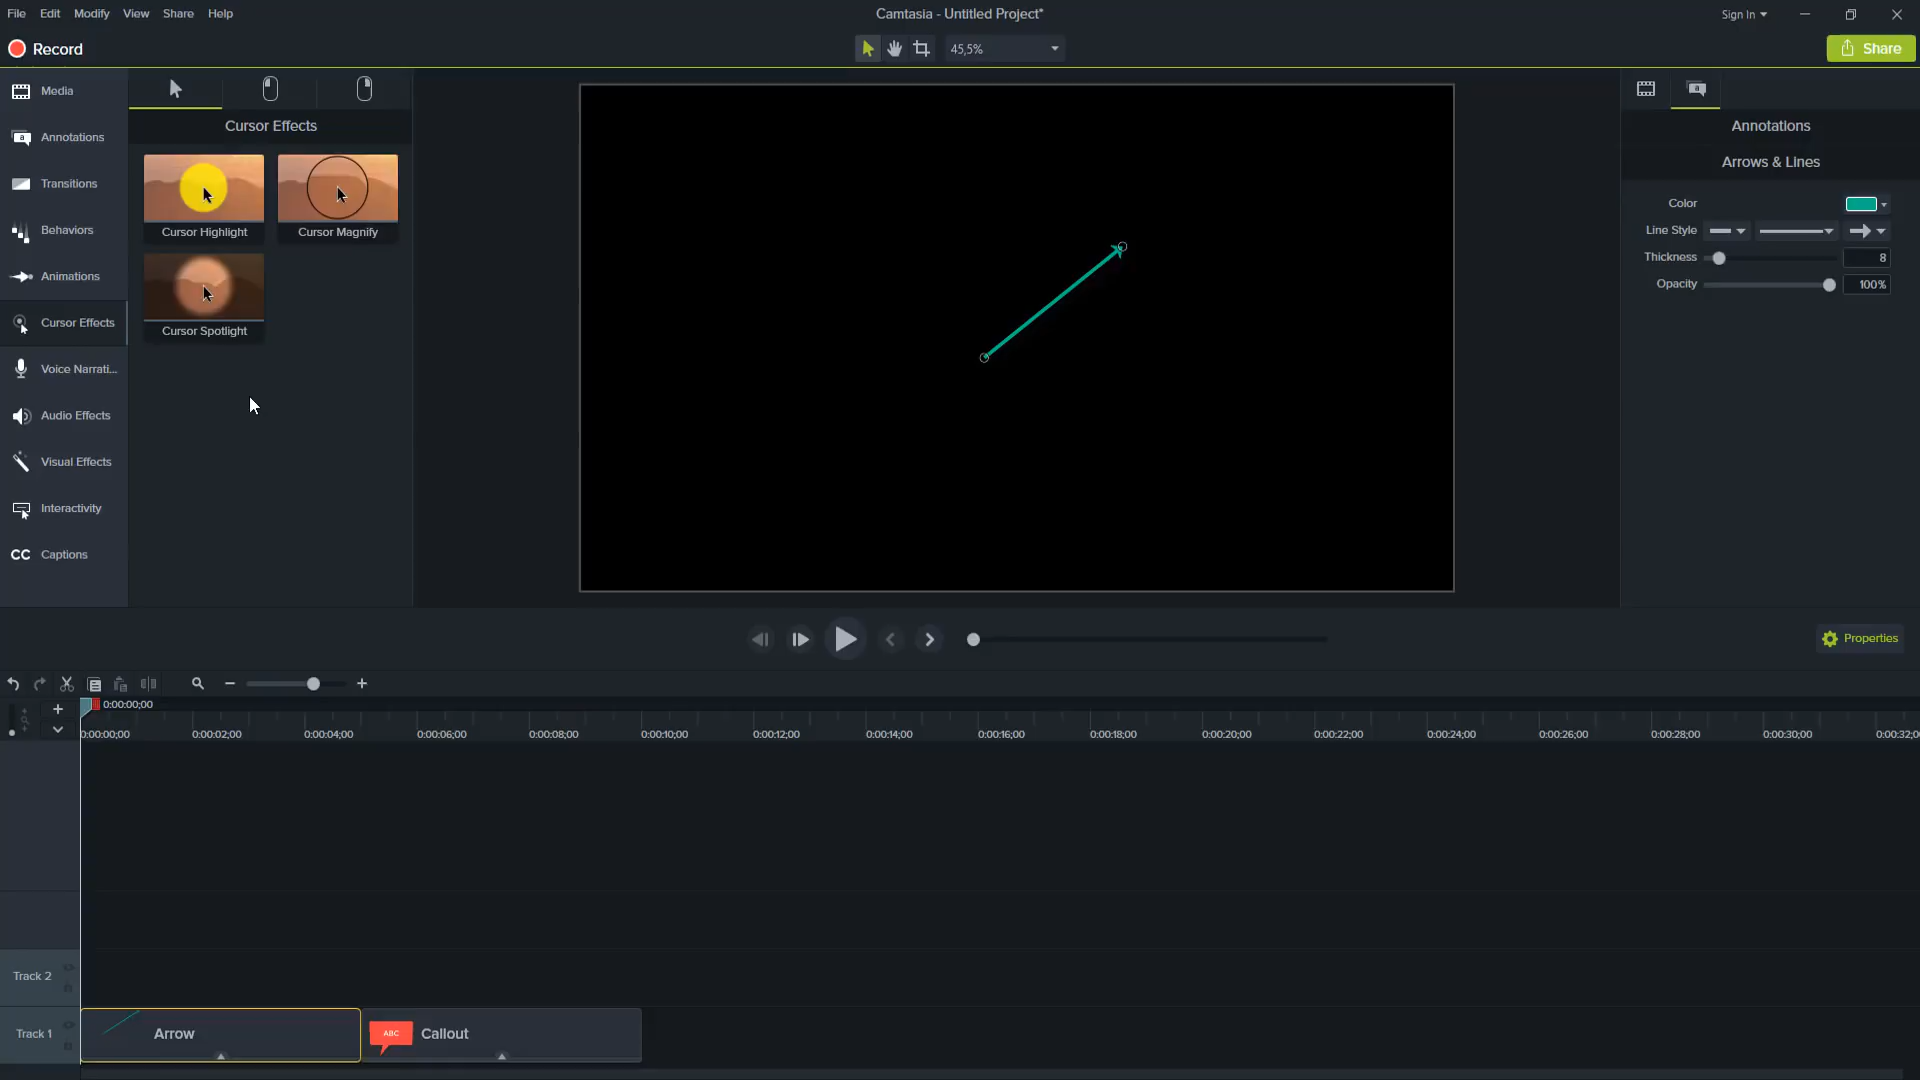 File Edit Modify View Share Help
Camtasia - Untitled Project*
Sign In
Record
45,5%
Share
Media
Annotations
Transitions
Behaviors
Animations
Cursor Effects
Voice Narrati...
Audio Effects
Visual Effects
Interactivity
CC Captions
Cursor Effects
Cursor Highlight
Cursor Magnify
Cursor Spotlight
a
Annotations
Arrows & Lines
Color
Line Style
Thickness 8
Opacity 100%
Properties
0:00:00;00
0:00:00;00 0:00:02;00 0:00:04;00 0:00:06;00 0:00:08;00 0:00:10;00 0:00:12;00 0:00:14;00 0:00:16;00 0:00:18;00 0:00:20;00 0:00:22;00 0:00:24;00 0:00:26;00 0:00:28;00 0:00:30;00 0:00:32;0
Track 2
Track 1
Arrow
ABC Callout